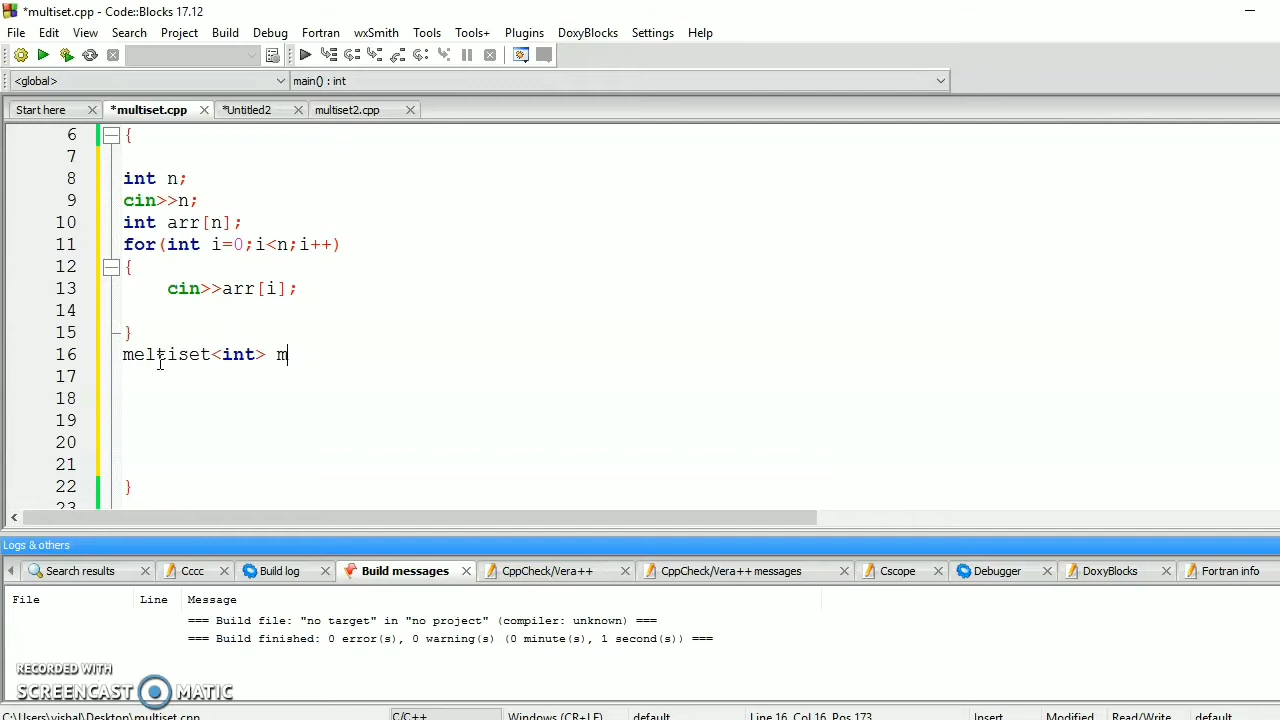 *multiset.cpp - Code::Blocks 17.12
File Edit View Search Project Build Debug Fortran wxSmith Tools Tools+ Plugins DoxyBlocks Settings Help
<global> main() : int
Start here *multiset.cpp *Untitled2 multiset2.cpp
6 {
7
8 int n;
9 cin>>n;
10 int arr[n];
11 for(int i=0;i<n;i++)
12 {
13 cin>>arr[i];
14
15 }
16 meltiset<int> m
17
18
19
20
21
22 }
23
Logs & others
Search results Cccc Build log Build messages CppCheck/Vera++ CppCheck/Vera++ messages Cscope Debugger DoxyBlocks Fortran info
File Line Message
=== Build file: "no target" in "no project" (compiler: unknown) ===
=== Build finished: 0 error(s), 0 warning(s) (0 minute(s), 1 second(s)) ===
RECORDED WITH
SCREENCAST MATIC
C:\Users\vishal\Desktop\multiset.cpp C/C++ Windows (CR+LF) default Line 16, Col 16, Pos 173 Insert Modified Read/Write default